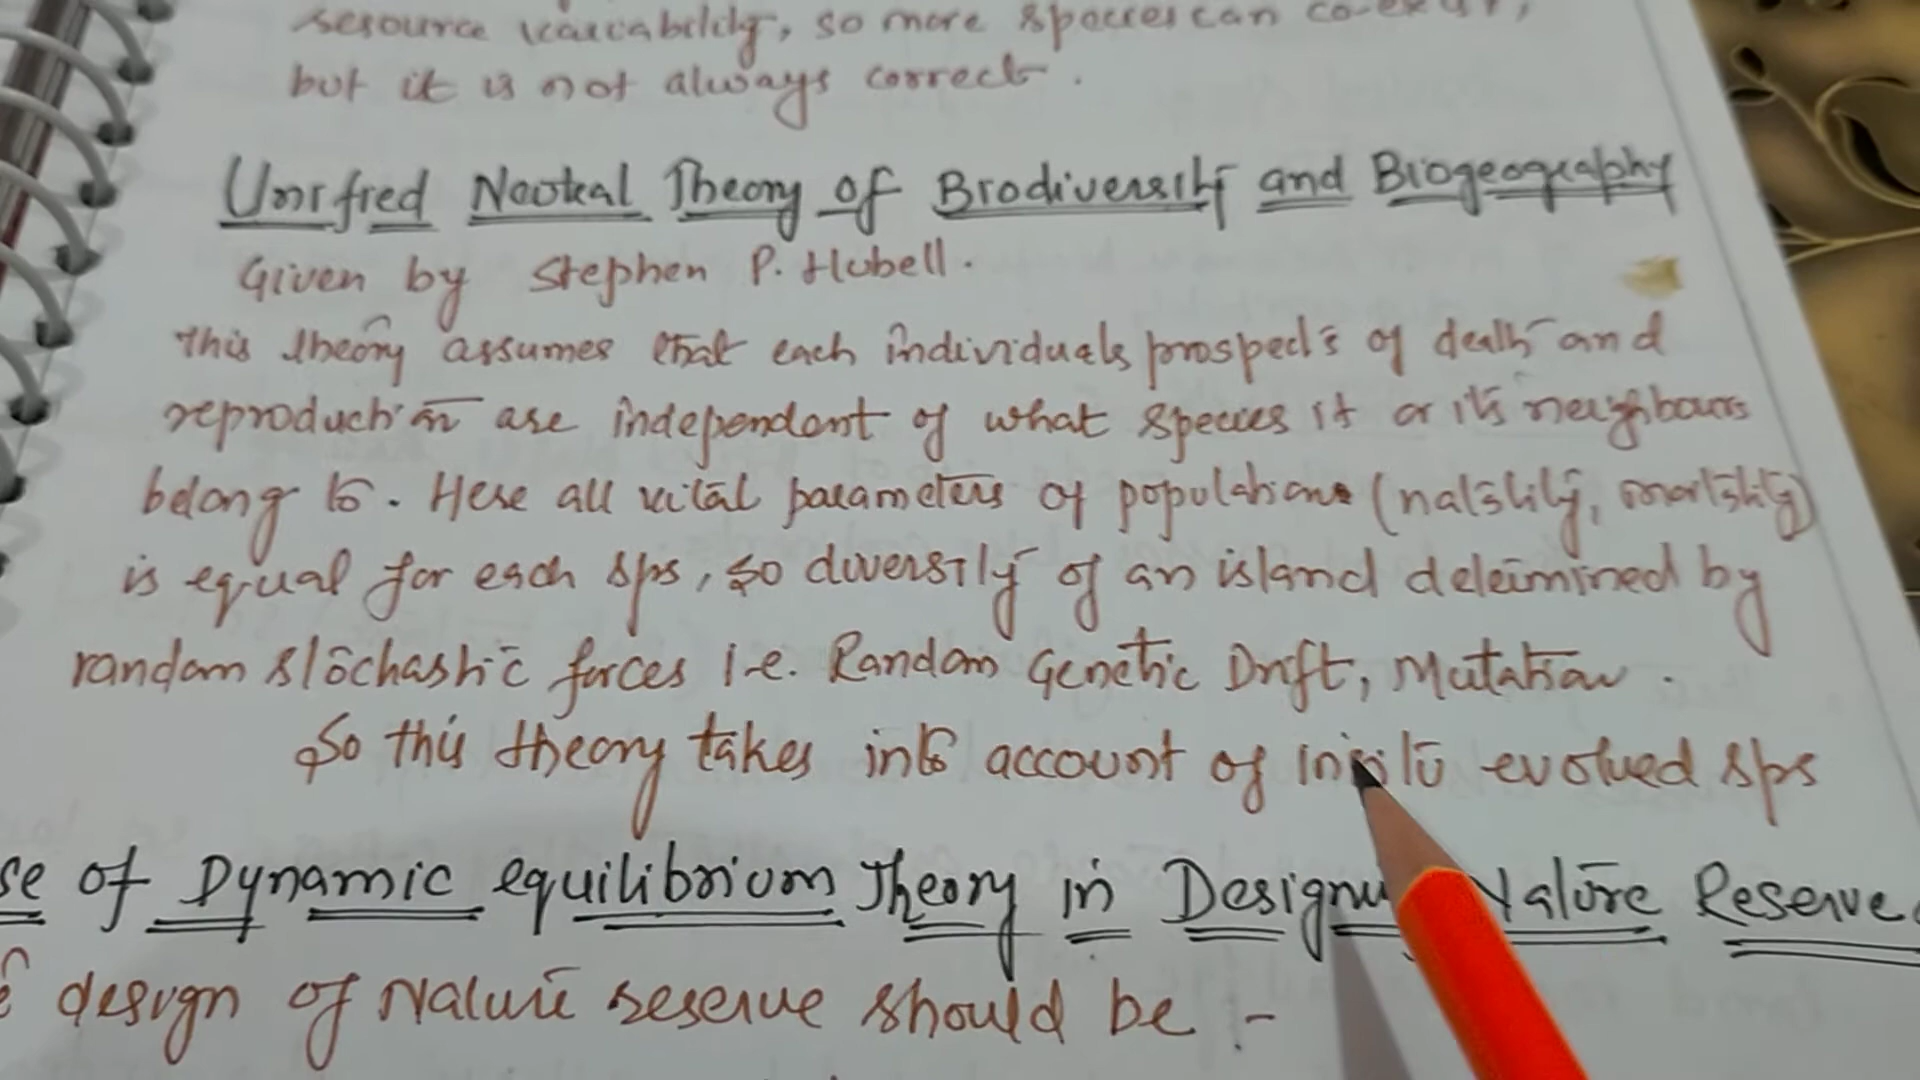 resource variability, so more species can co-exist,
but it is not always correct.
Unified Neutral Theory of Biodiversity and Biogeography
Given by Stephen P. Hubell.
this theory assumes that each individuals prospects of death and
reproduction are independent of what species it or it's neighbours
belong to. Here all vital parameters of populations (natality, mortality)
is equal for each sps, so diversity of an island determined by
random stochastic forces i.e. Random Genetic Drift, Mutation.
So this theory takes into account of insitu evolved sps
se of Dynamic equilibrium Theory in Design Nature Reserve
design of Nature reserve should be :-